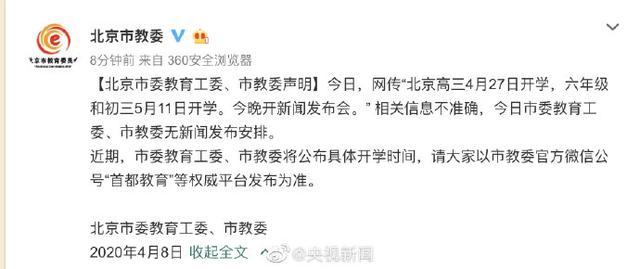 北京市教委
8分钟前 来自 360安全浏览器
【北京市委教育工委、市教委声明】今日，网传“北京高三4月27日开学，六年级
和初三5月11日开学。今晚开新闻发布会。” 相关信息不准确，今日市委教育工
委、市教委无新闻发布安排。
近期，市委教育工委、市教委将公布具体开学时间，请大家以市教委官方微信公
号“首都教育”等权威平台发布为准。
北京市委教育工委、市教委
2020年4月8日 收起全文
@央视新闻